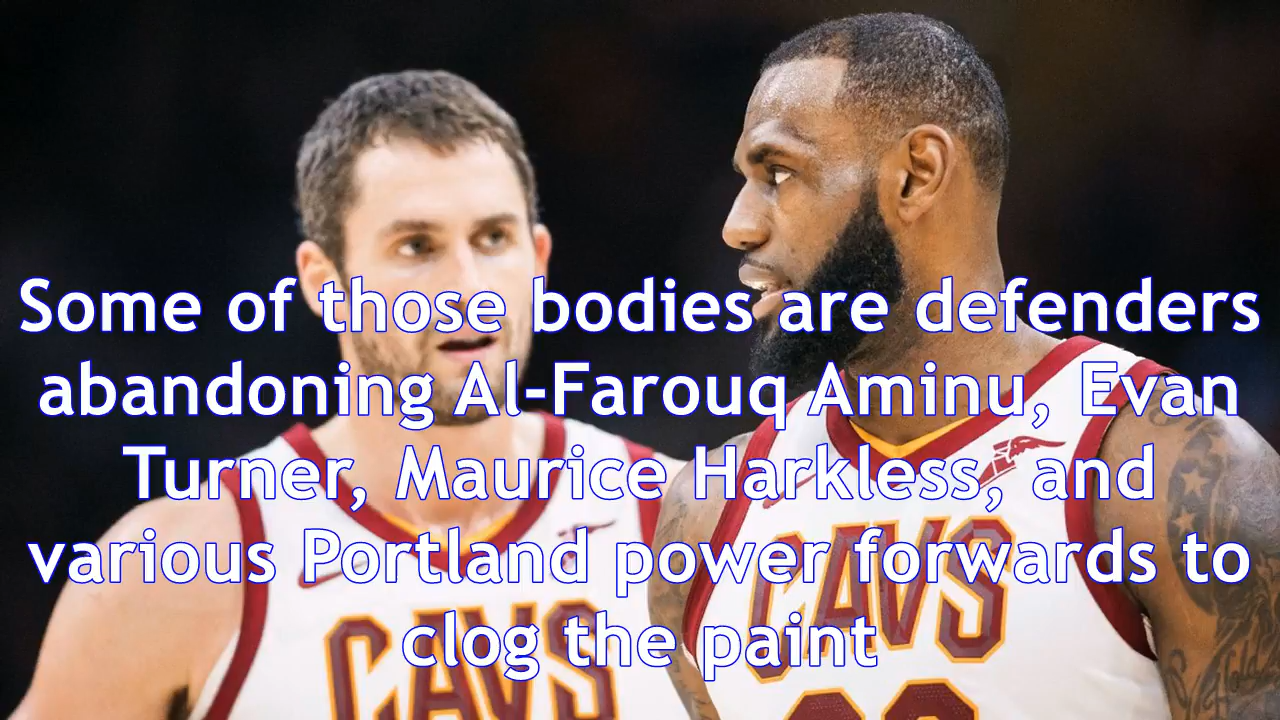 Some of those bodies are defenders
abandoning Al-Farouq Aminu, Evan
Turner, Maurice Harkless, and
various Portland power forwards to
clog the paint
CAVS
CAVS